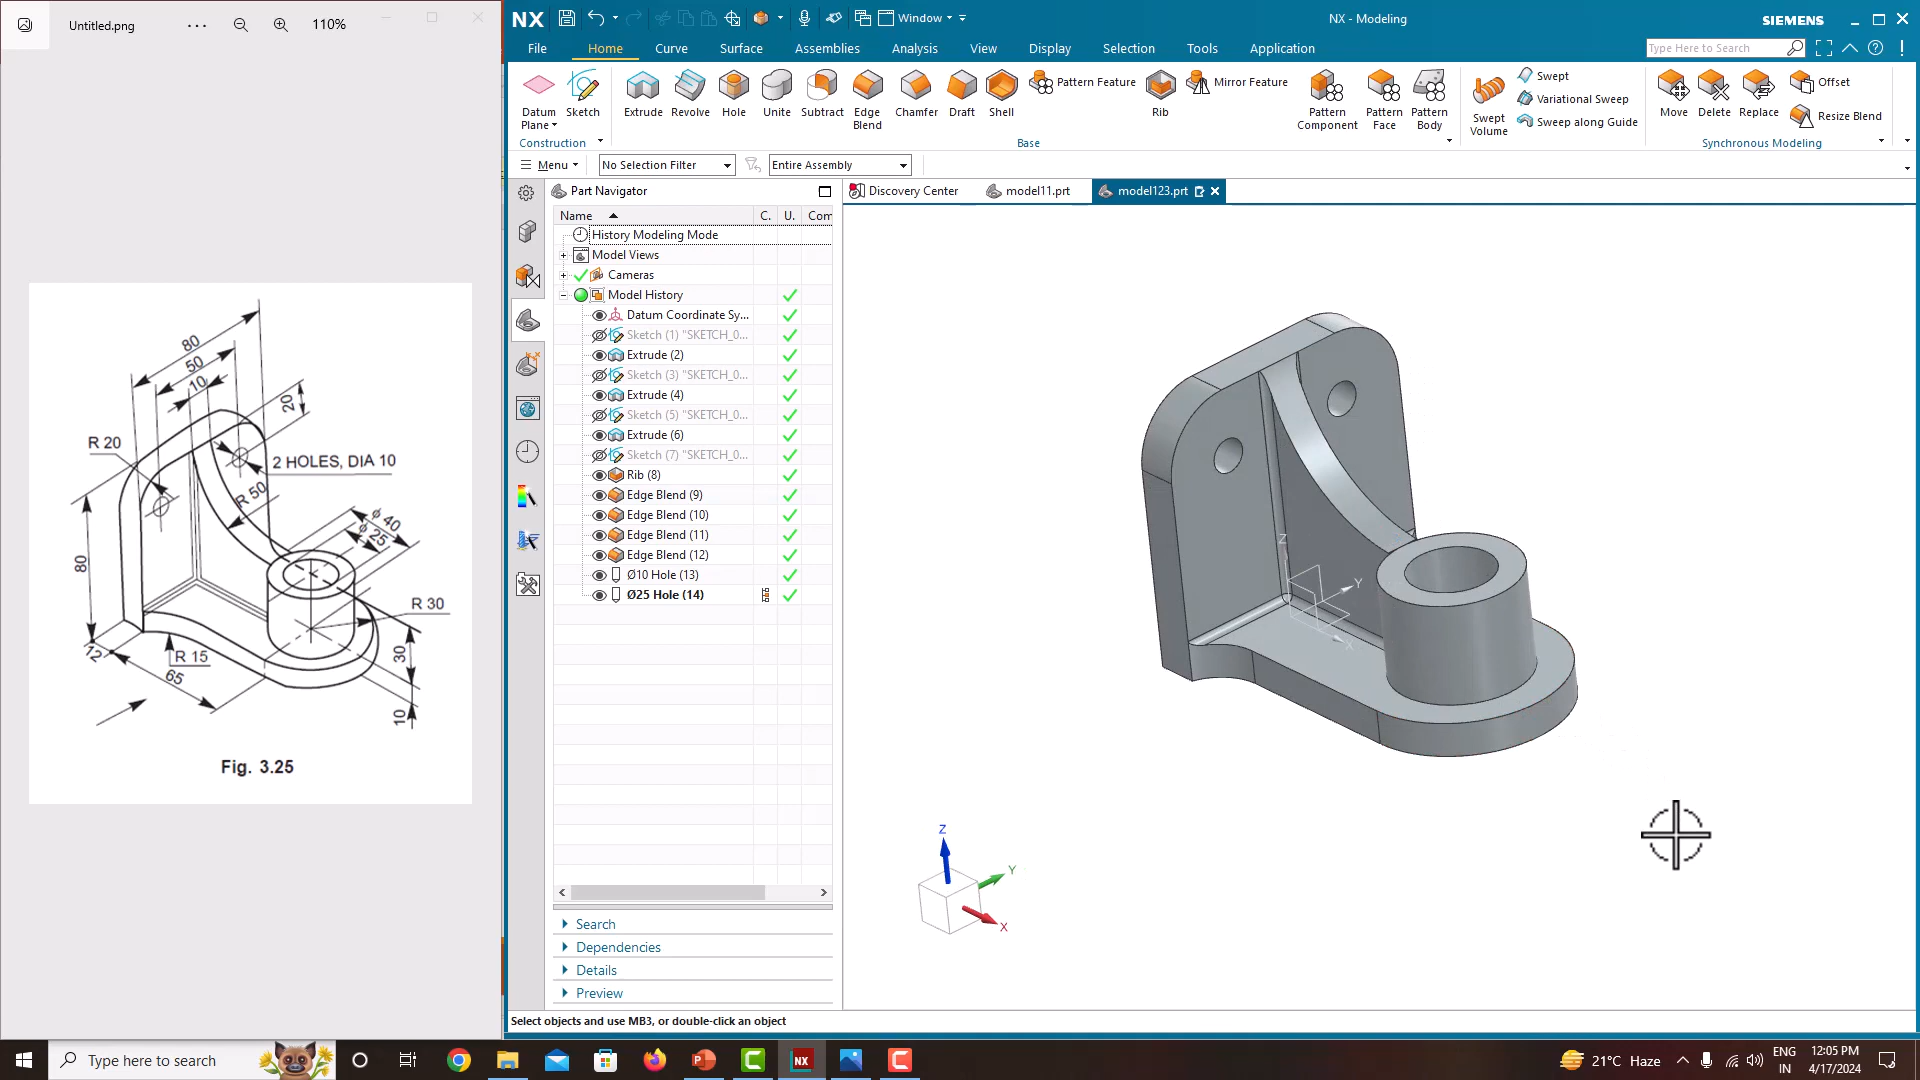 Untitled.png
110%
80
50
10
20
R 20
2 HOLES, DIA 10
R 50
ϕ 40
ϕ 25
80
R 30
12
R 15
65
30
10
Fig. 3.25
NX
Window
NX - Modeling
SIEMENS
File
Home
Curve
Surface
Assemblies
Analysis
View
Display
Selection
Tools
Application
Type Here to Search
Datum Plane
Sketch
Extrude
Revolve
Hole
Unite
Subtract
Edge Blend
Chamfer
Draft
Shell
Pattern Feature
Rib
Mirror Feature
Pattern Component
Pattern Face
Pattern Body
Swept Volume
Swept
Variational Sweep
Sweep along Guide
Move
Delete
Replace
Offset
Resize Blend
Construction
Base
Synchronous Modeling
Menu
No Selection Filter
Entire Assembly
Part Navigator
Discovery Center
model11.prt
model123.prt
Name
C.
U.
Com
History Modeling Mode
Model Views
Cameras
Model History
Datum Coordinate Sy...
Sketch (1) "SKETCH_0...
Extrude (2)
Sketch (3) "SKETCH_0...
Extrude (4)
Sketch (5) "SKETCH_0...
Extrude (6)
Sketch (7) "SKETCH_0...
Rib (8)
Edge Blend (9)
Edge Blend (10)
Edge Blend (11)
Edge Blend (12)
Ø10 Hole (13)
Ø25 Hole (14)
Z
Y
X
Z
Y
X
Search
Dependencies
Details
Preview
Select objects and use MB3, or double-click an object
Type here to search
NX
21°C Haze
ENG
IN
12:05 PM
4/17/2024